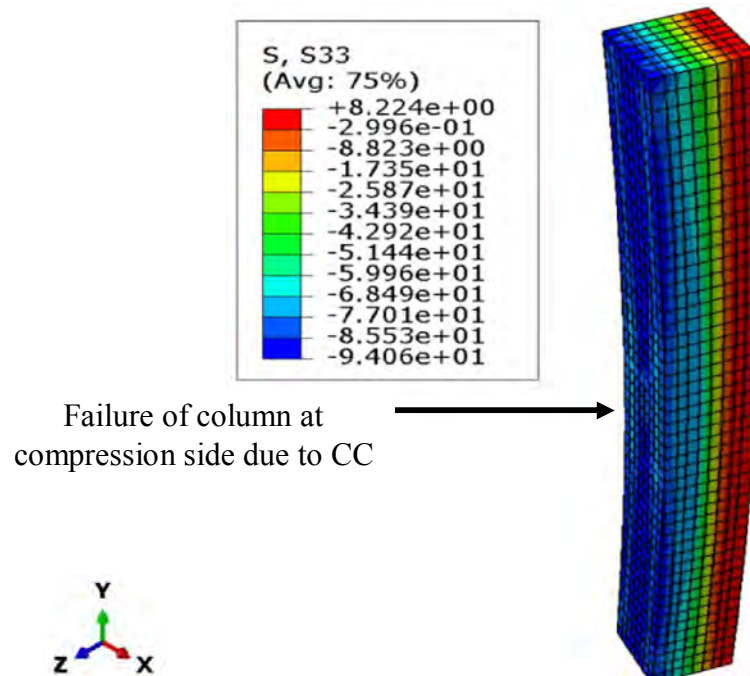 S, S33
(Avg: 75%)
+8.224e+00
-2.996e-01
-8.823e+00
-1.735e+01
-2.587e+01
-3.439e+01
-4.292e+01
-5.144e+01
-5.996e+01
-6.849e+01
-7.701e+01
-8.553e+01
-9.406e+01
Failure of column at
compression side due to CC
Y
Z X